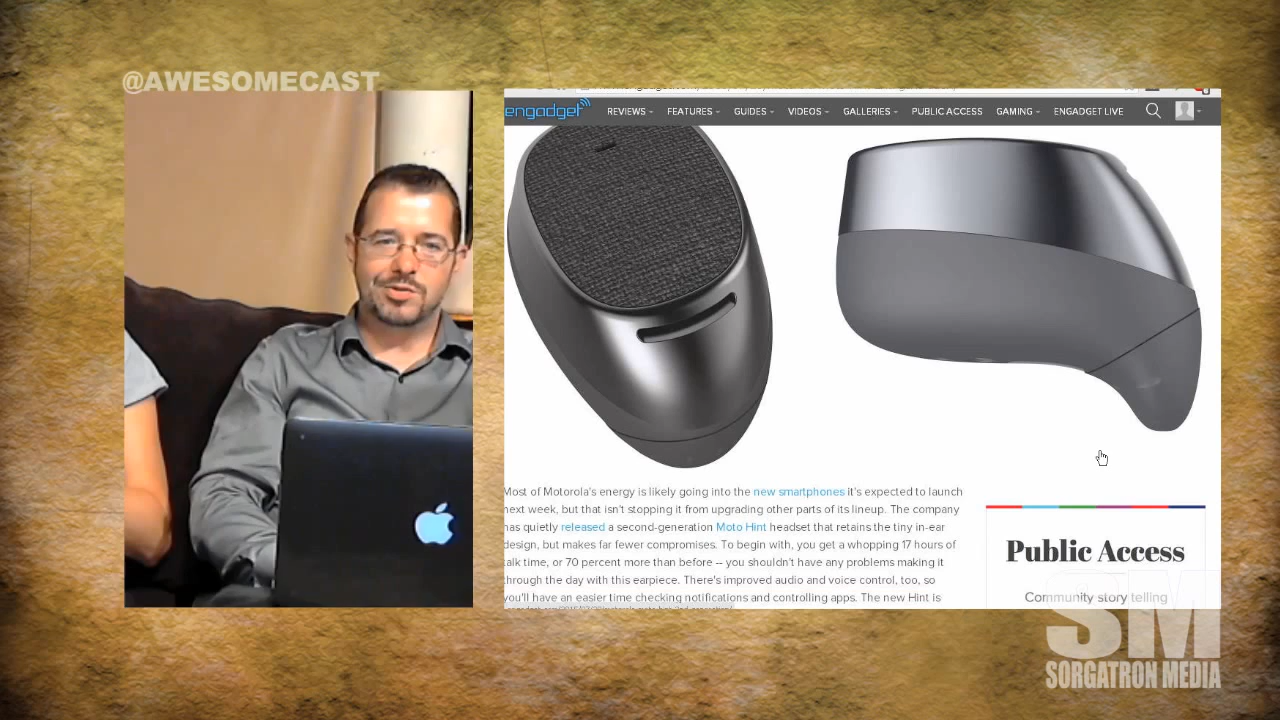 @AWESOMECAST
engadget
REVIEWS FEATURES GUIDES VIDEOS GALLERIES PUBLIC ACCESS GAMING ENGADGET LIVE
Most of Motorola's energy is likely going into the new smartphones it's expected to launch
next week, but that isn't stopping it from upgrading other parts of its lineup. The company
has quietly released a second-generation Moto Hint headset that retains the tiny in-ear
design, but makes far fewer compromises. To begin with, you get a whopping 17 hours of
talk time, or 70 percent more than before -- you shouldn't have any problems making it
through the day with this earpiece. There's improved audio and voice control, too, so
you'll have an easier time checking notifications and controlling apps. The new Hint is
Public Access
Community story telling
SM
SORGATRON MEDIA